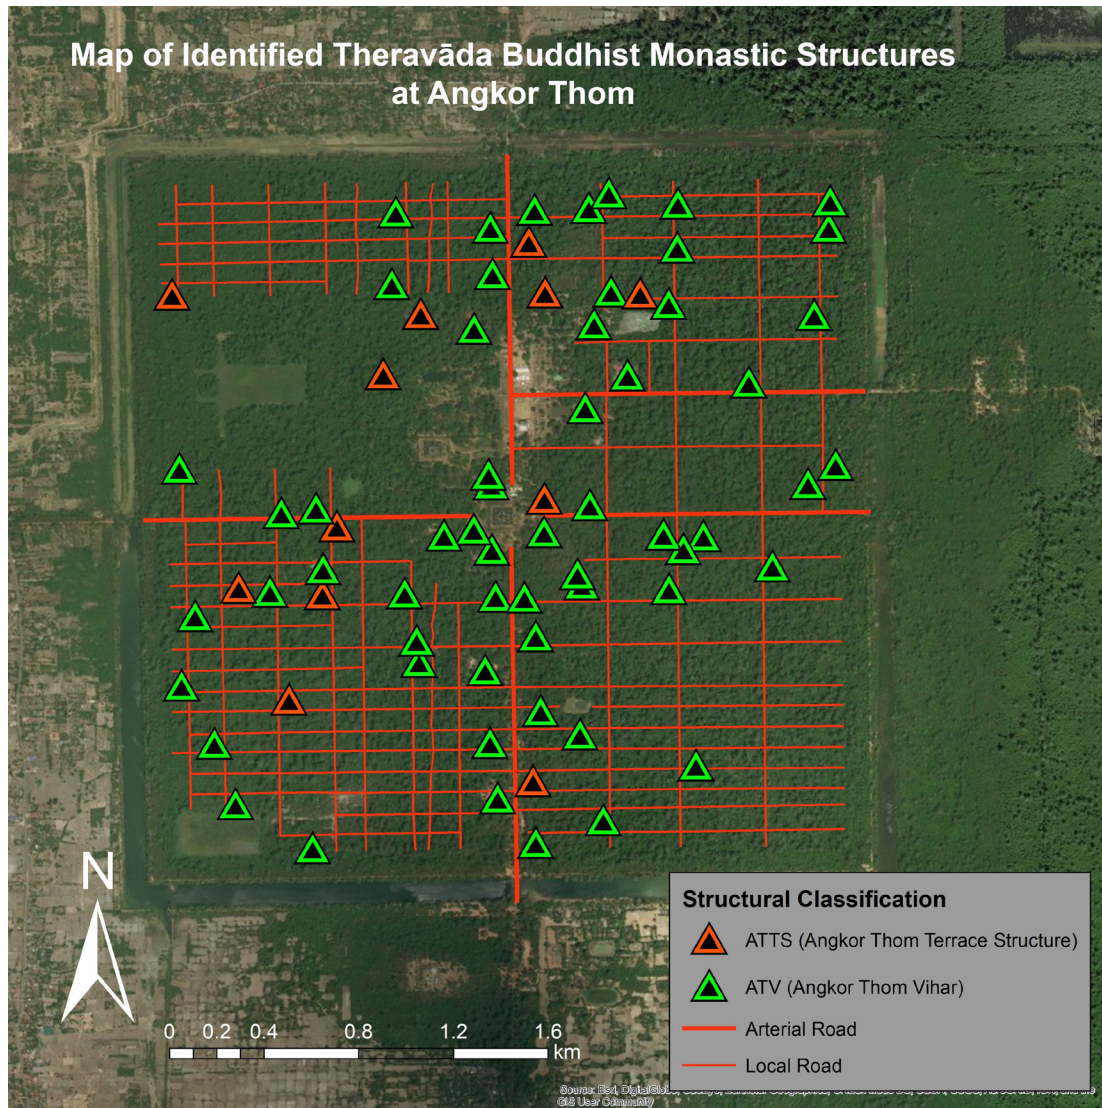 Map of Identified Theravāda Buddhist Monastic Structures
at Angkor Thom
N
0 0.2 0.4 0.8 1.2 1.6
km
Structural Classification
ATTS (Angkor Thom Terrace Structure)
ATV (Angkor Thom Vihar)
Arterial Road
Local Road
Source: Esri,
GIS User Community